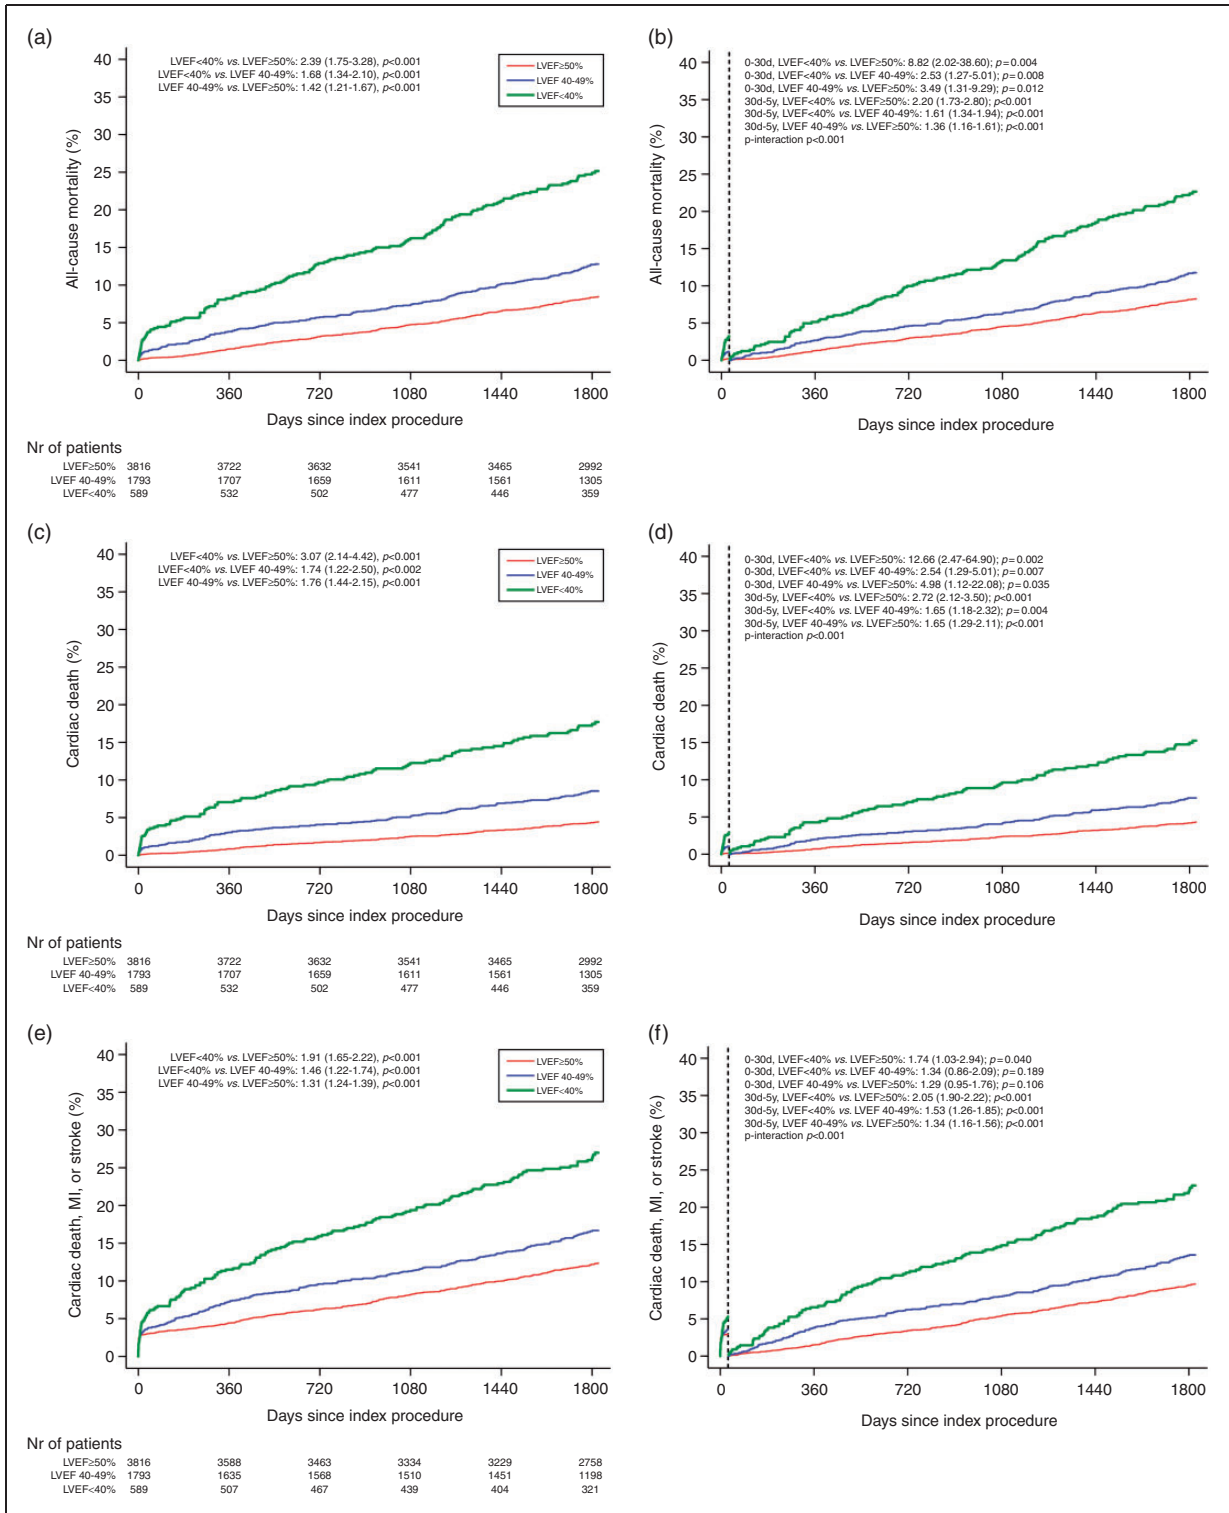 (a)
LVEF<40% vs. LVEF≥50%: 2.39 (1.75-3.28), p<0.001
LVEF<40% vs. LVEF 40-49%: 1.68 (1.34-2.10), p<0.001
LVEF 40-49% vs. LVEF≥50%: 1.42 (1.21-1.67), p<0.001
LVEF≥50%
LVEF 40-49%
LVEF<40%
All-cause mortality (%)
40
35
30
25
20
15
10
5
0
0 360 720 1080 1440 1800
Days since index procedure
Nr of patients
LVEF≥50% 3816 3722 3632 3541 3465 2992
LVEF 40-49% 1793 1707 1659 1611 1561 1305
LVEF<40% 589 532 502 477 446 359
(b)
0-30d, LVEF<40% vs. LVEF≥50%: 8.82 (2.02-38.60); p=0.004
0-30d, LVEF<40% vs. LVEF 40-49%: 2.53 (1.27-5.01); p=0.008
0-30d, LVEF 40-49% vs. LVEF≥50%: 3.49 (1.31-9.29); p=0.012
30d-5y, LVEF<40% vs. LVEF≥50%: 2.20 (1.73-2.80); p<0.001
30d-5y, LVEF<40% vs. LVEF 40-49%: 1.61 (1.34-1.94); p<0.001
30d-5y, LVEF 40-49% vs. LVEF≥50%: 1.36 (1.16-1.61); p<0.001
p-interaction p<0.001
All-cause mortality (%)
40
35
30
25
20
15
10
5
0
0 360 720 1080 1440 1800
Days since index procedure
(c)
LVEF<40% vs. LVEF≥50%: 3.07 (2.14-4.42), p<0.001
LVEF<40% vs. LVEF 40-49%: 1.74 (1.22-2.50), p<0.002
LVEF 40-49% vs. LVEF≥50%: 1.76 (1.44-2.15), p<0.001
LVEF≥50%
LVEF 40-49%
LVEF<40%
Cardiac death (%)
40
35
30
25
20
15
10
5
0
0 360 720 1080 1440 1800
Days since index procedure
Nr of patients
LVEF≥50% 3816 3722 3632 3541 3465 2992
LVEF 40-49% 1793 1707 1659 1611 1561 1305
LVEF<40% 589 532 502 477 446 359
(d)
0-30d, LVEF<40% vs. LVEF≥50%: 12.66 (2.47-64.90); p=0.002
0-30d, LVEF<40% vs. LVEF 40-49%: 2.54 (1.29-5.01); p=0.007
0-30d, LVEF 40-49% vs. LVEF≥50%: 4.98 (1.12-22.08); p=0.035
30d-5y, LVEF<40% vs. LVEF≥50%: 2.72 (2.12-3.50); p<0.001
30d-5y, LVEF<40% vs. LVEF 40-49%: 1.65 (1.18-2.32); p=0.004
30d-5y, LVEF 40-49% vs. LVEF≥50%: 1.65 (1.29-2.11); p<0.001
p-interaction p<0.001
Cardiac death (%)
40
35
30
25
20
15
10
5
0
0 360 720 1080 1440 1800
Days since index procedure
(e)
LVEF<40% vs. LVEF≥50%: 1.91 (1.65-2.22), p<0.001
LVEF<40% vs. LVEF 40-49%: 1.46 (1.22-1.74), p<0.001
LVEF 40-49% vs. LVEF≥50%: 1.31 (1.24-1.39), p<0.001
LVEF≥50%
LVEF 40-49%
LVEF<40%
Cardiac death, MI, or stroke (%)
40
35
30
25
20
15
10
5
0
0 360 720 1080 1440 1800
Days since index procedure
Nr of patients
LVEF≥50% 3816 3588 3463 3334 3229 2758
LVEF 40-49% 1793 1635 1568 1510 1451 1198
LVEF<40% 589 507 467 439 404 321
(f)
0-30d, LVEF<40% vs. LVEF≥50%: 1.74 (1.03-2.94); p=0.040
0-30d, LVEF<40% vs. LVEF 40-49%: 1.34 (0.86-2.09); p=0.189
0-30d, LVEF 40-49% vs. LVEF≥50%: 1.29 (0.95-1.76); p=0.106
30d-5y, LVEF<40% vs. LVEF≥50%: 2.05 (1.90-2.22); p<0.001
30d-5y, LVEF<40% vs. LVEF 40-49%: 1.53 (1.26-1.85); p<0.001
30d-5y, LVEF 40-49% vs. LVEF≥50%: 1.34 (1.16-1.56); p<0.001
p-interaction p<0.001
Cardiac death, MI, or stroke (%)
40
35
30
25
20
15
10
5
0
0 360 720 1080 1440 1800
Days since index procedure